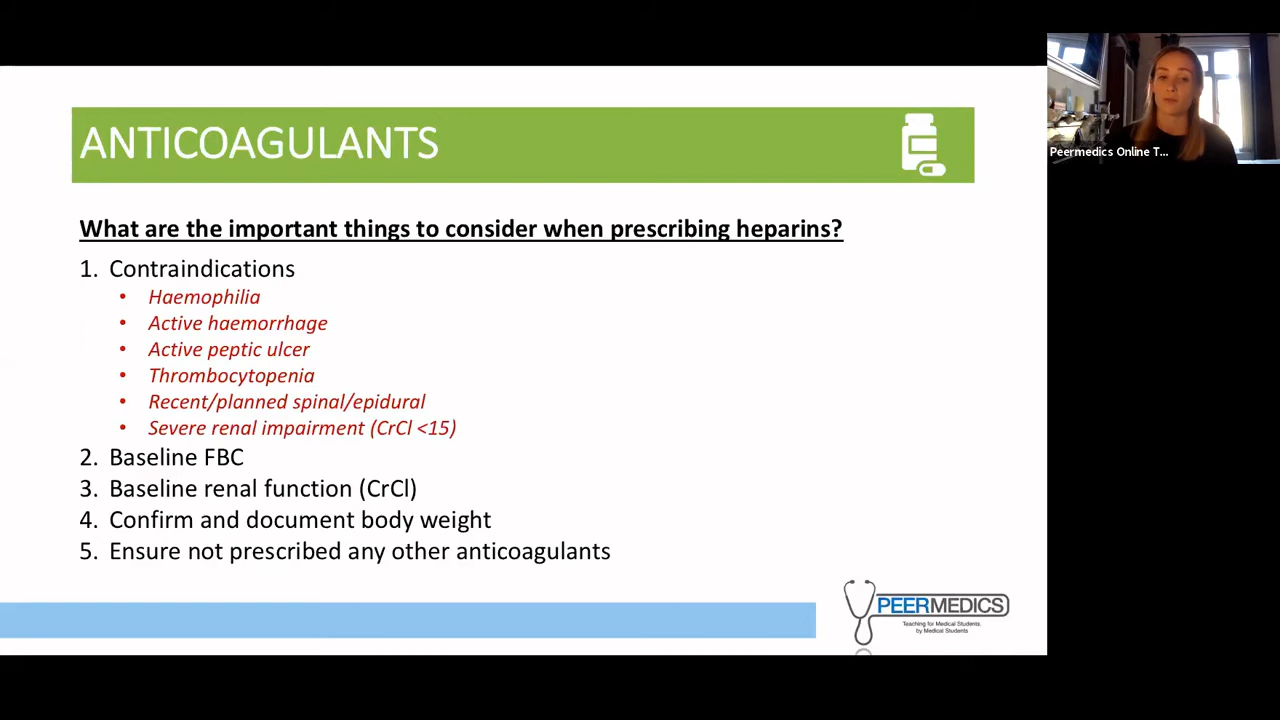 ANTICOAGULANTS
Peermedics Online T...
What are the important things to consider when prescribing heparins?
1. Contraindications
• Haemophilia
• Active haemorrhage
• Active peptic ulcer
• Thrombocytopenia
• Recent/planned spinal/epidural
• Severe renal impairment (CrCl <15)
2. Baseline FBC
3. Baseline renal function (CrCl)
4. Confirm and document body weight
5. Ensure not prescribed any other anticoagulants
PEERMEDICS
Teaching for Medical Students,
by Medical Students